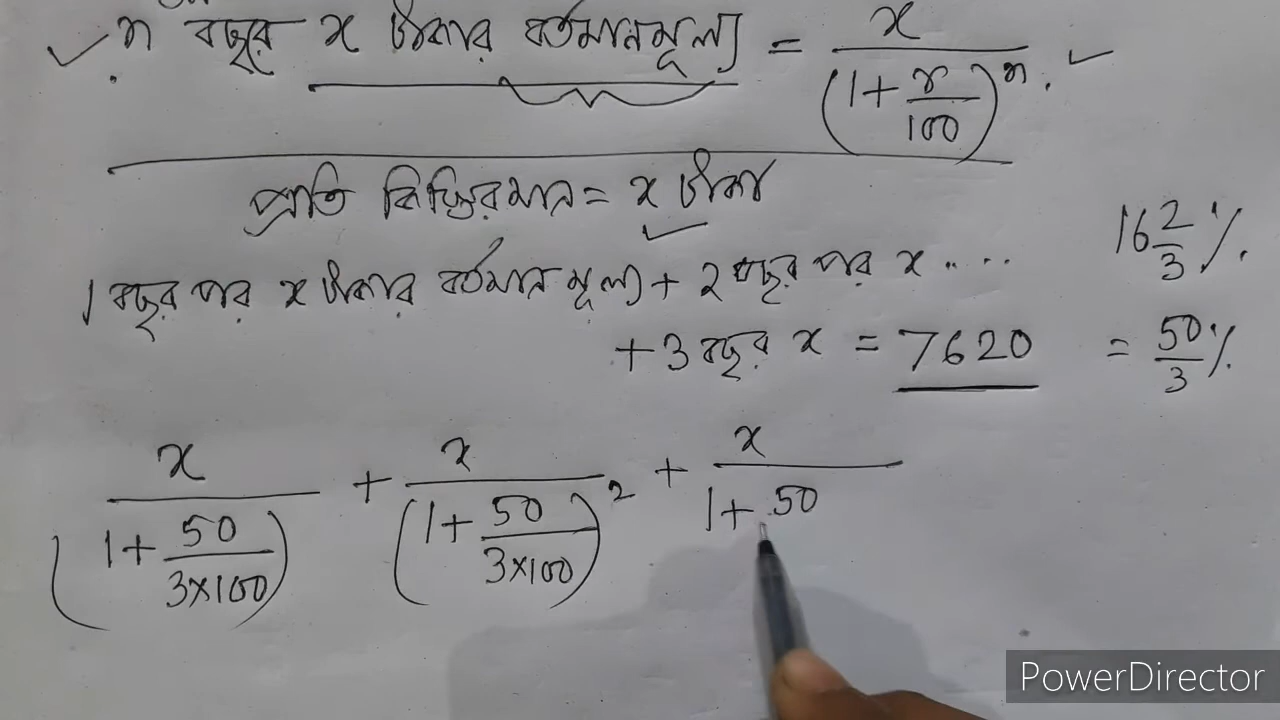 n বছরে x টাকার বর্তমানমূল্য = x / (1 + r/100)^n .
প্রতি কিস্তিরমান = x টাকা
16 2/3 %.
1 বছর পর x টাকার বর্তমান মূল্য + 2 বছর পর x ....
+ 3 বছর x = 7620
= 50/3 %.
x / (1 + 50/(3×100)) + x / (1 + 50/(3×100))^2 + x / 1 + 50
PowerDirector